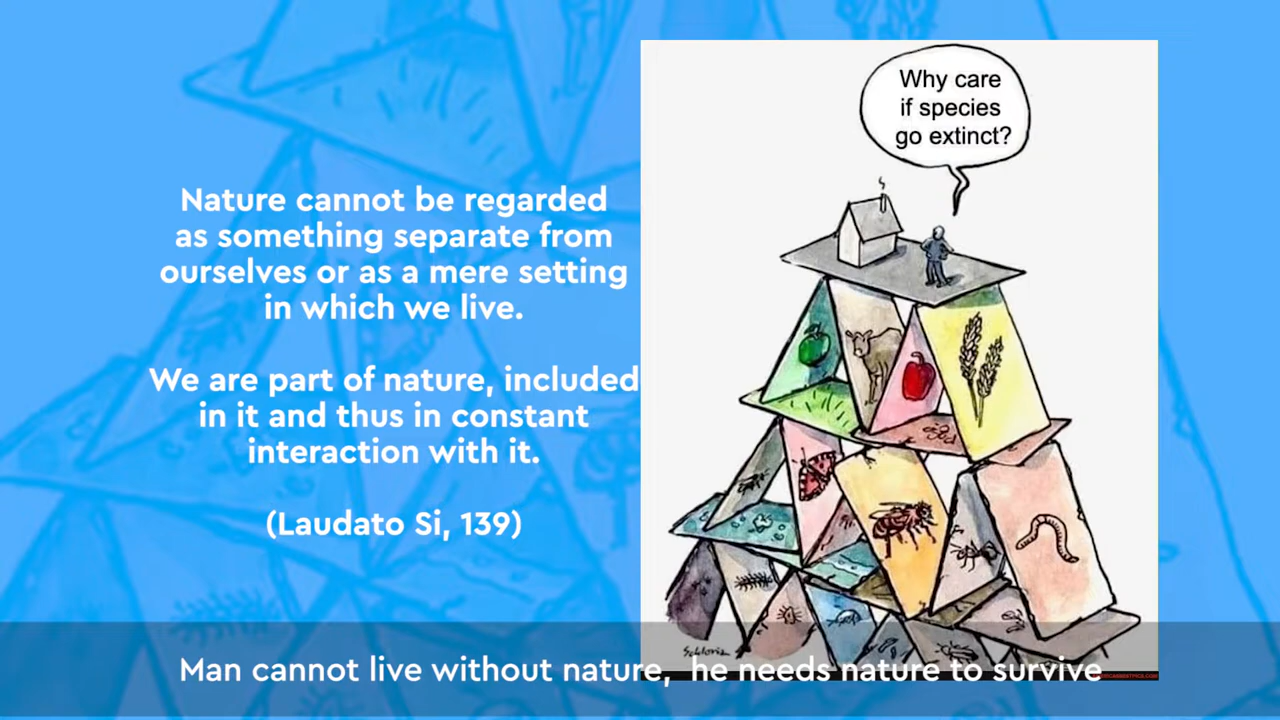 Why care
if species
go extinct?
Nature cannot be regarded
as something separate from
ourselves or as a mere setting
in which we live.
We are part of nature, included
in it and thus in constant
interaction with it.
(Laudato Si, 139)
Man cannot live without nature, he needs nature to survive